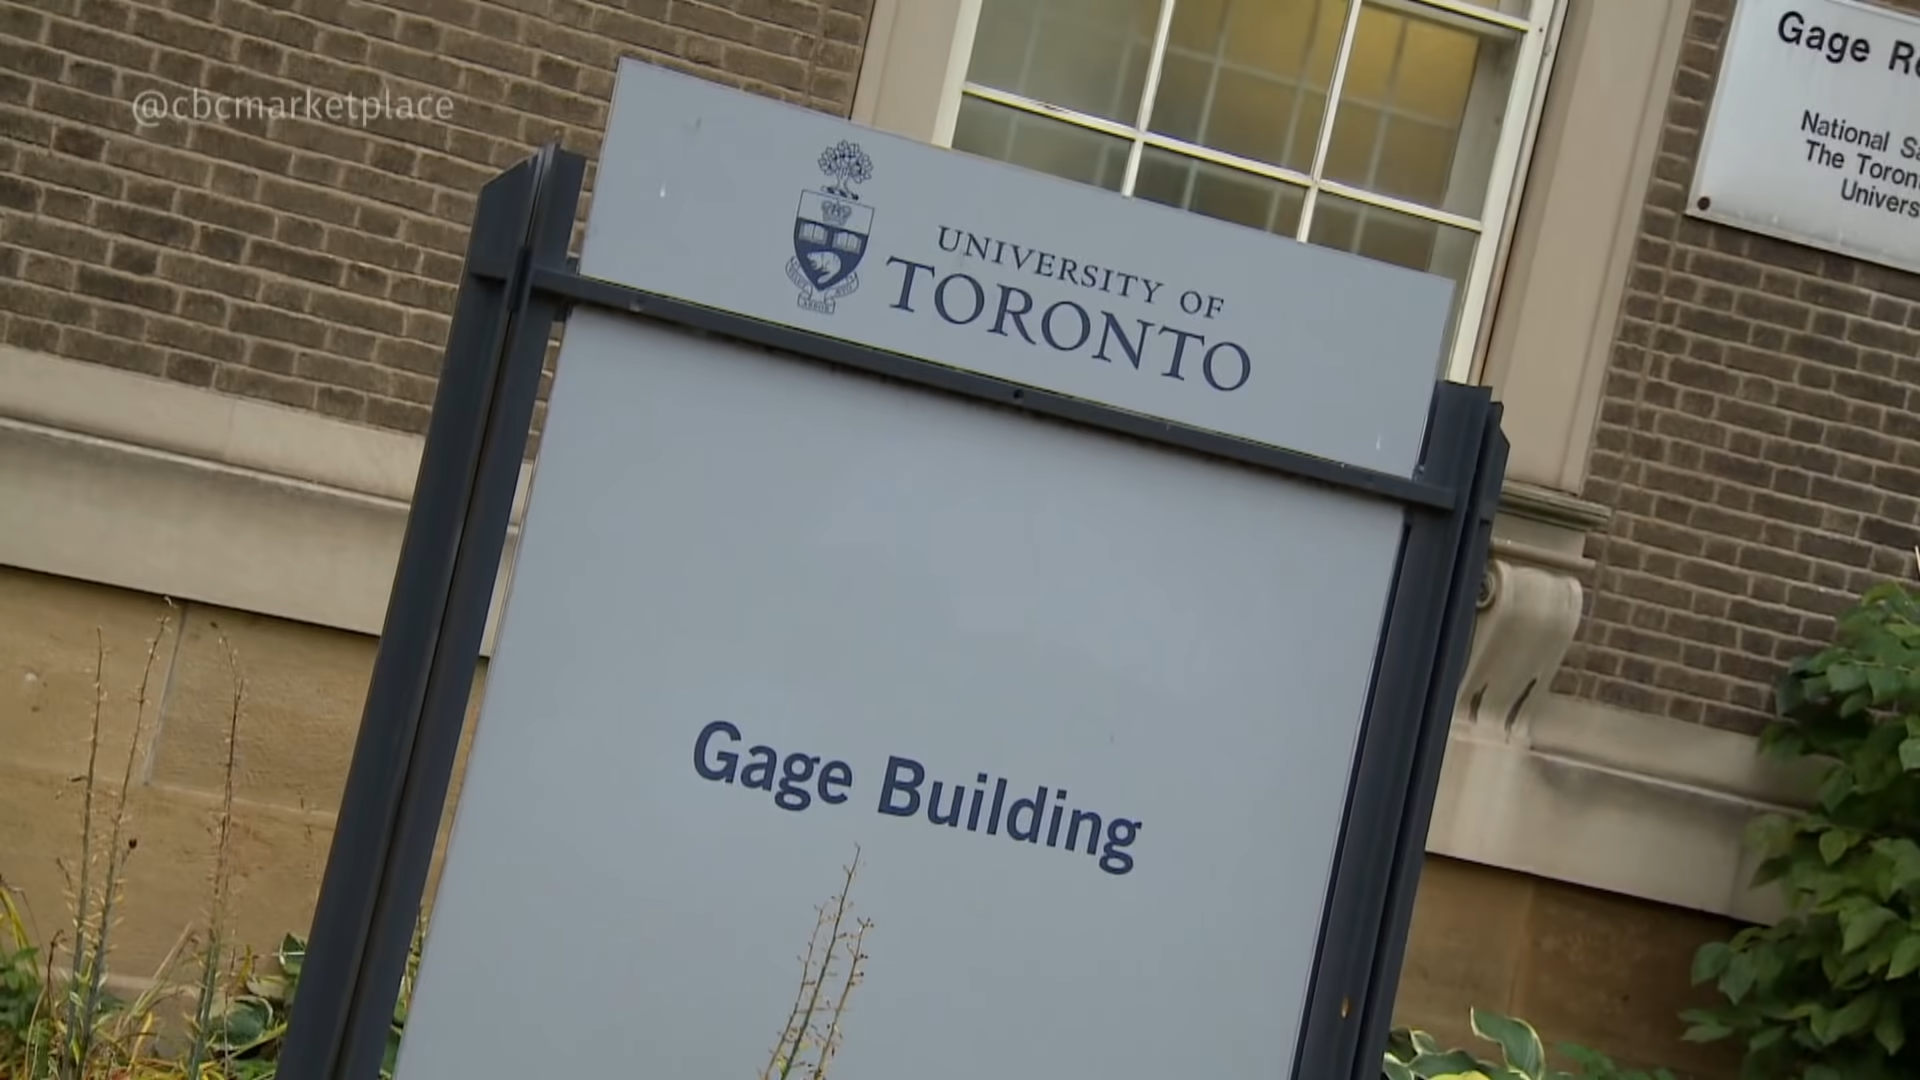 @cbcmarketplace
UNIVERSITY OF
TORONTO
Gage Building
Gage
National
The